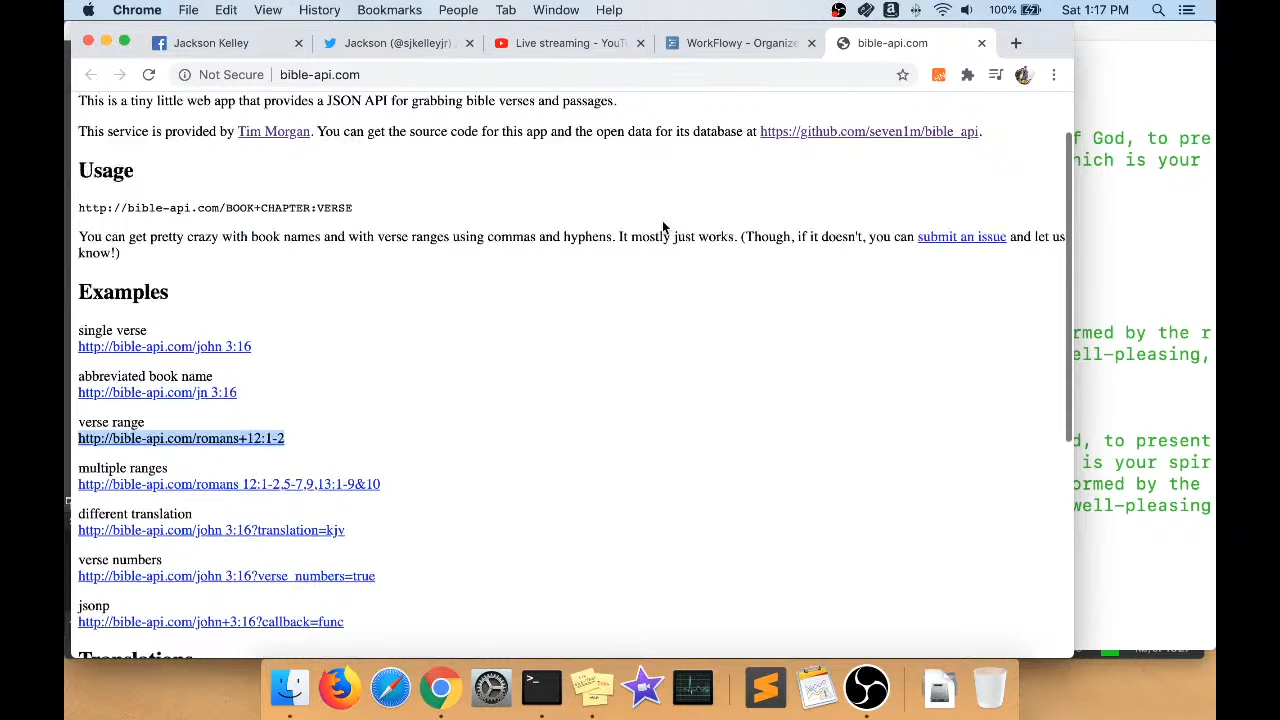 Chrome File Edit View History Bookmarks People Tab Window Help 100% Sat 1:17 PM
Jackson Kelley
Jackson (@sjkelleyjr)
Live streaming - YouT
WorkFlowy - Organize
bible-api.com
Not Secure bible-api.com
This is a tiny little web app that provides a JSON API for grabbing bible verses and passages.
This service is provided by Tim Morgan. You can get the source code for this app and the open data for its database at https://github.com/seven1m/bible_api.
Usage
http://bible-api.com/BOOK+CHAPTER:VERSE
You can get pretty crazy with book names and with verse ranges using commas and hyphens. It mostly just works. (Though, if it doesn't, you can submit an issue and let us
know!)
Examples
single verse
http://bible-api.com/john 3:16
abbreviated book name
http://bible-api.com/jn 3:16
verse range
http://bible-api.com/romans+12:1-2
multiple ranges
http://bible-api.com/romans 12:1-2,5-7,9,13:1-9&10
different translation
http://bible-api.com/john 3:16?translation=kjv
verse numbers
http://bible-api.com/john 3:16?verse_numbers=true
jsonp
http://bible-api.com/john+3:16?callback=func
Translations
f God, to pre
hich is your
rmed by the r
ell-pleasing,
d, to present
is your spir
ormed by the
well-pleasing